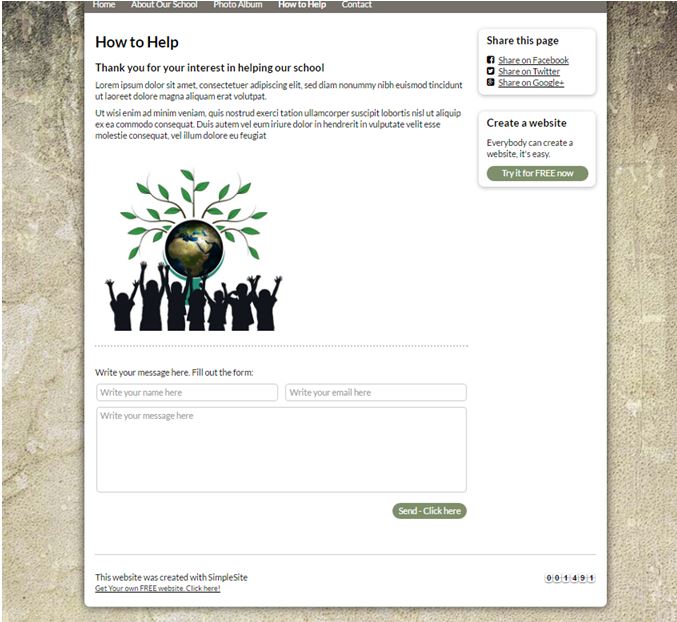 Home About Our School Photo Album How to Help Contact
How to Help
Thank you for your interest in helping our school
Lorem ipsum dolor sit amet, consectetuer adipiscing elit, sed diam nonummy nibh euismod tincidunt
ut laoreet dolore magna aliquam erat volutpat.
Ut wisi enim ad minim veniam, quis nostrud exerci tation ullamcorper suscipit lobortis nisl ut aliquip
ex ea commodo consequat. Duis autem vel eum iriure dolor in hendrerit in vulputate velit esse
molestie consequat, vel illum dolore eu feugiat
Write your message here. Fill out the form:
Write your name here Write your email here
Write your message here
Send - Click here
Share this page
Share on Facebook
Share on Twitter
Share on Google+
Create a website
Everybody can create a
website, it's easy.
Try it for FREE now
This website was created with SimpleSite
Get Your own FREE website. Click here!
001491